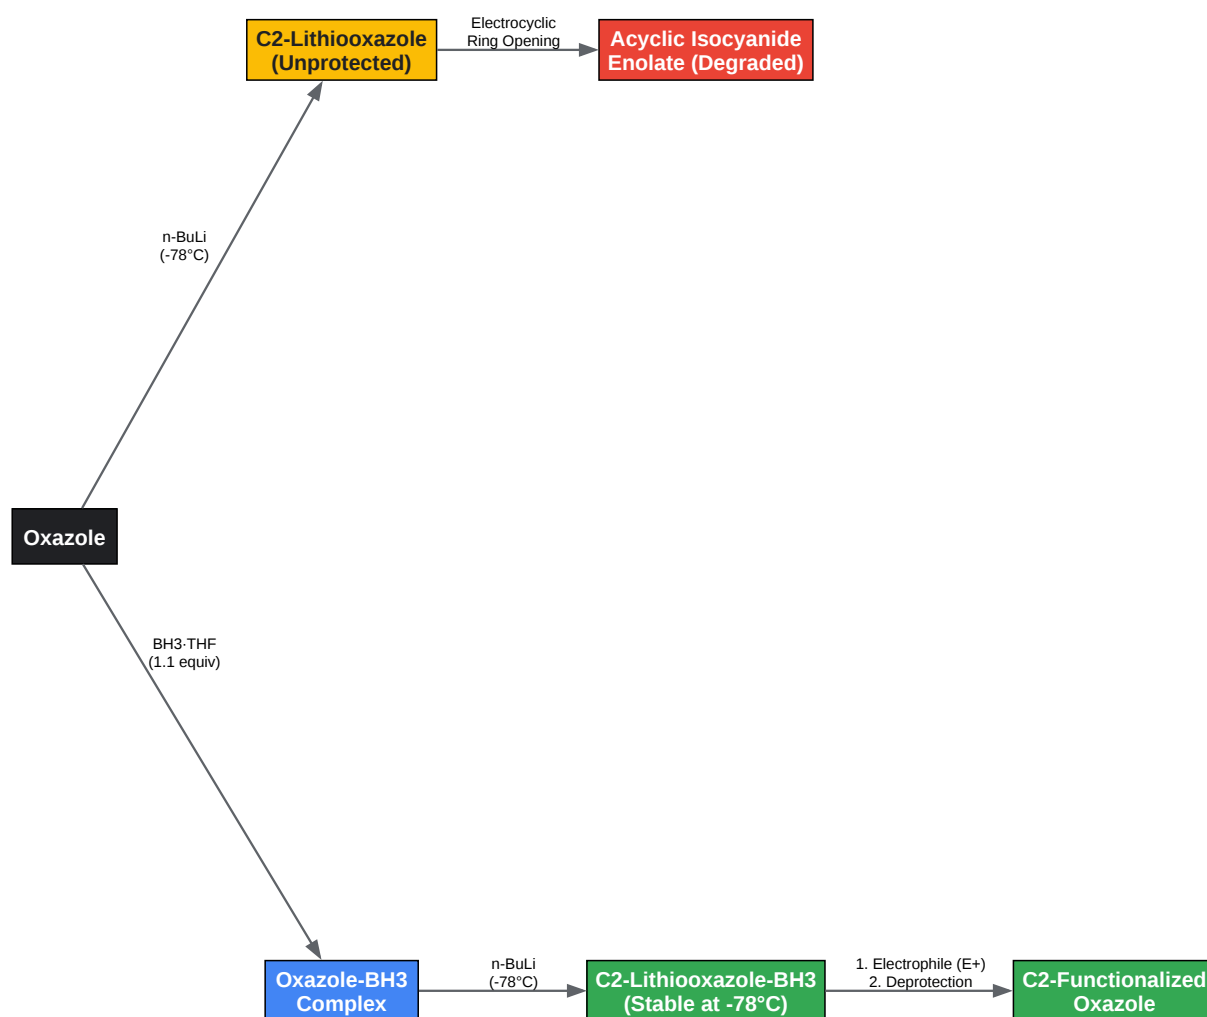 Electrocyclic
Ring Opening
C2-Lithiooxazole
(Unprotected)
Acyclic Isocyanide
Enolate (Degraded)
n-BuLi
(-78°C)
Oxazole
BH3·THF
(1.1 equiv)
Oxazole-BH3
Complex
n-BuLi
(-78°C)
C2-Lithiooxazole-BH3
(Stable at -78°C)
1. Electrophile (E+)
2. Deprotection
C2-Functionalized
Oxazole